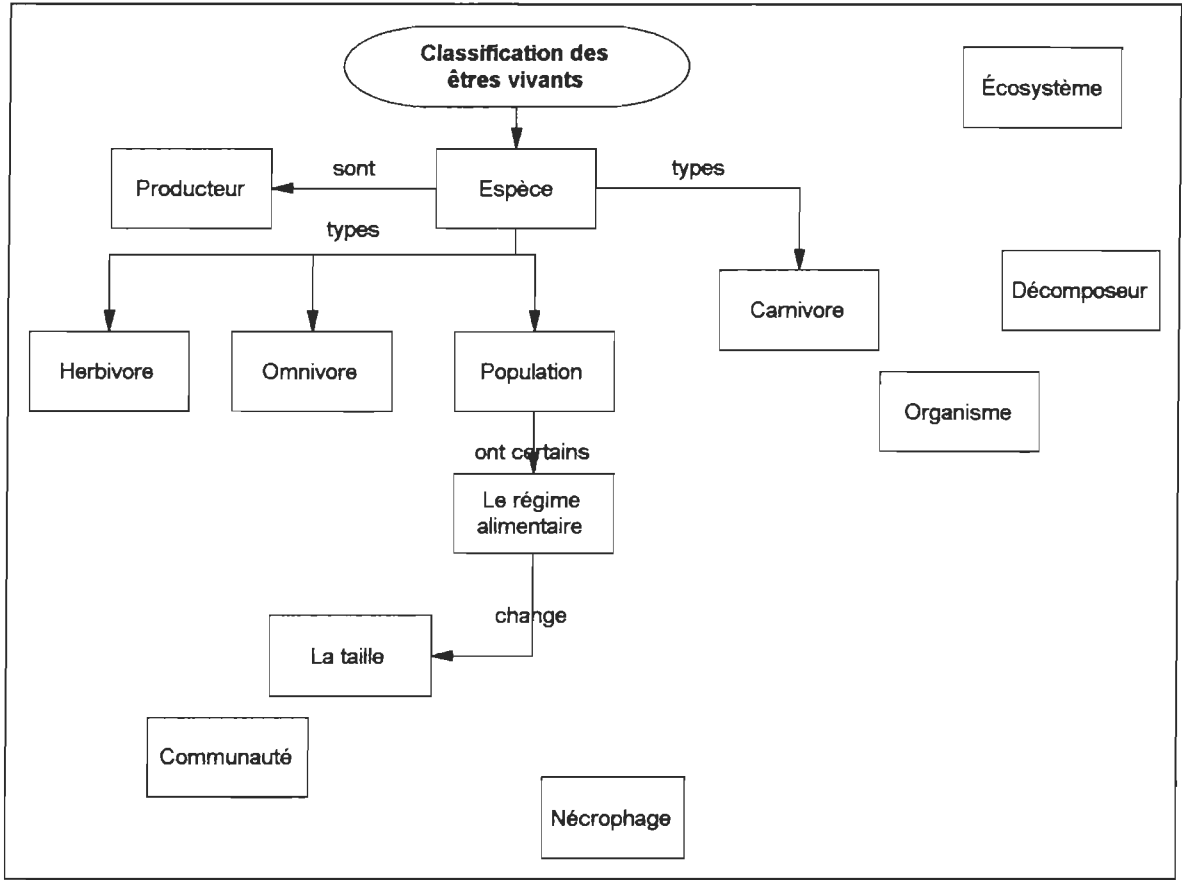 Classification des
êtres vivants
Écosystème
Producteur
sont
Espèce
types
types
Carnivore
Décomposeur
Herbivore
Omnivore
Population
Organisme
ont certains
Le régime
alimentaire
change
La taille
Communauté
Nécrophage